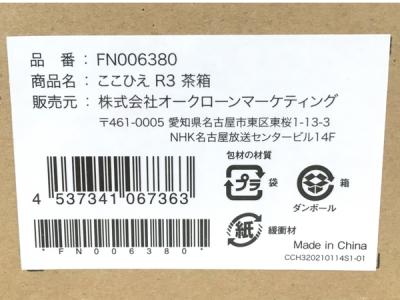 品 番：FN006380
商品名：ここひえ R3 茶箱
販売元：株式会社オークローンマーケティング
〒461-0005 愛知県名古屋市東区東桜1-13-3
NHK名古屋放送センタービル14F
包材の材質
プラ 袋 箱
ダンボール
4 537341 067363
紙 緩衝材
*FN006380*
Made in China
CCH320210114S1-01